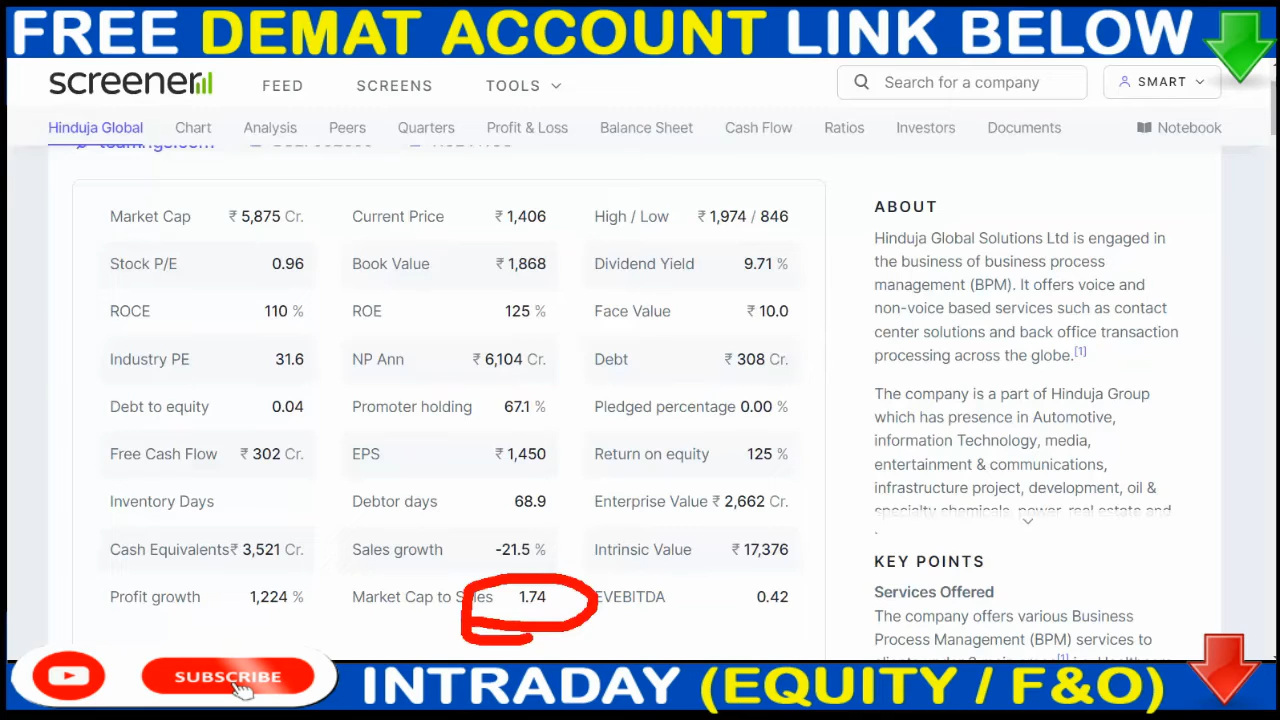 FREE DEMAT ACCOUNT LINK BELOW
screener
FEED
SCREENS
TOOLS
Search for a company
SMART
Hinduja Global
Chart
Analysis
Peers
Quarters
Profit & Loss
Balance Sheet
Cash Flow
Ratios
Investors
Documents
Notebook
Market Cap ₹ 5,875 Cr.
Current Price ₹ 1,406
High / Low ₹ 1,974 / 846
Stock P/E 0.96
Book Value ₹ 1,868
Dividend Yield 9.71 %
ROCE 110 %
ROE 125 %
Face Value ₹ 10.0
Industry PE 31.6
NP Ann ₹ 6,104 Cr.
Debt ₹ 308 Cr.
Debt to equity 0.04
Promoter holding 67.1 %
Pledged percentage 0.00 %
Free Cash Flow ₹ 302 Cr.
EPS ₹ 1,450
Return on equity 125 %
Inventory Days
Debtor days 68.9
Enterprise Value ₹ 2,662 Cr.
Cash Equivalents ₹ 3,521 Cr.
Sales growth -21.5 %
Intrinsic Value ₹ 17,376
Profit growth 1,224 %
Market Cap to Sales 1.74
EVEBITDA 0.42
ABOUT
Hinduja Global Solutions Ltd is engaged in
the business of business process
management (BPM). It offers voice and
non-voice based services such as contact
center solutions and back office transaction
processing across the globe.[1]
The company is a part of Hinduja Group
which has presence in Automotive,
information Technology, media,
entertainment & communications,
infrastructure project, development, oil &
specialty chemicals, power, real estate and
.
KEY POINTS
Services Offered
The company offers various Business
Process Management (BPM) services to
SUBSCRIBE
INTRADAY (EQUITY / F&O)